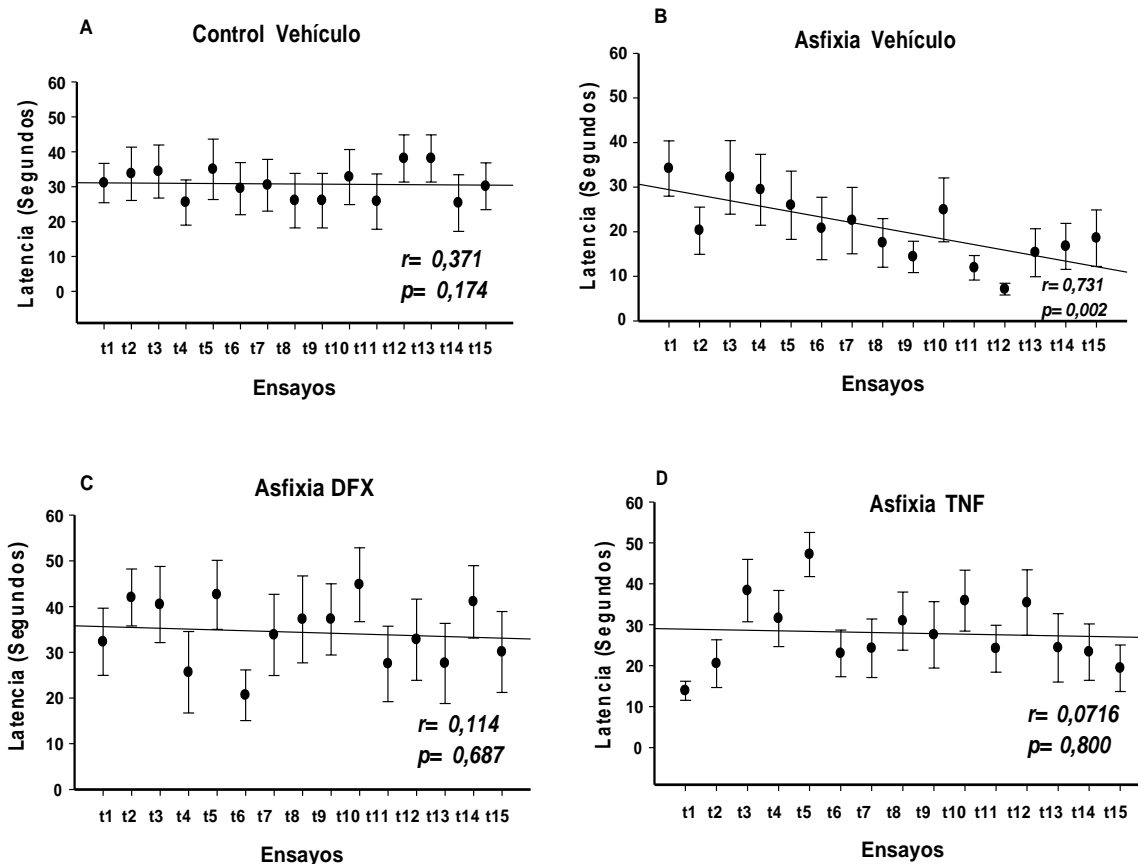 A
Control Vehículo
Latencia (Segundos)
60
50
40
30
20
10
0
r= 0,371
p= 0,174
t1 t2 t3 t4 t5 t6 t7 t8 t9 t10 t11 t12 t13 t14 t15
Ensayos
B
Asfixia Vehículo
Latencia (Segundos)
60
50
40
30
20
10
0
r= 0,731
p= 0,002
t1 t2 t3 t4 t5 t6 t7 t8 t9 t10 t11 t12 t13 t14 t15
Ensayos
C
Asfixia DFX
Latencia (Segundos)
60
50
40
30
20
10
0
r= 0,114
p= 0,687
t1 t2 t3 t4 t5 t6 t7 t8 t9 t10 t11 t12 t13 t14 t15
Ensayos
D
Asfixia TNF
Latencia (Segundos)
60
50
40
30
20
10
0
r= 0,0716
p= 0,800
t1 t2 t3 t4 t5 t6 t7 t8 t9 t10 t11 t12 t13 t14 t15
Ensayos